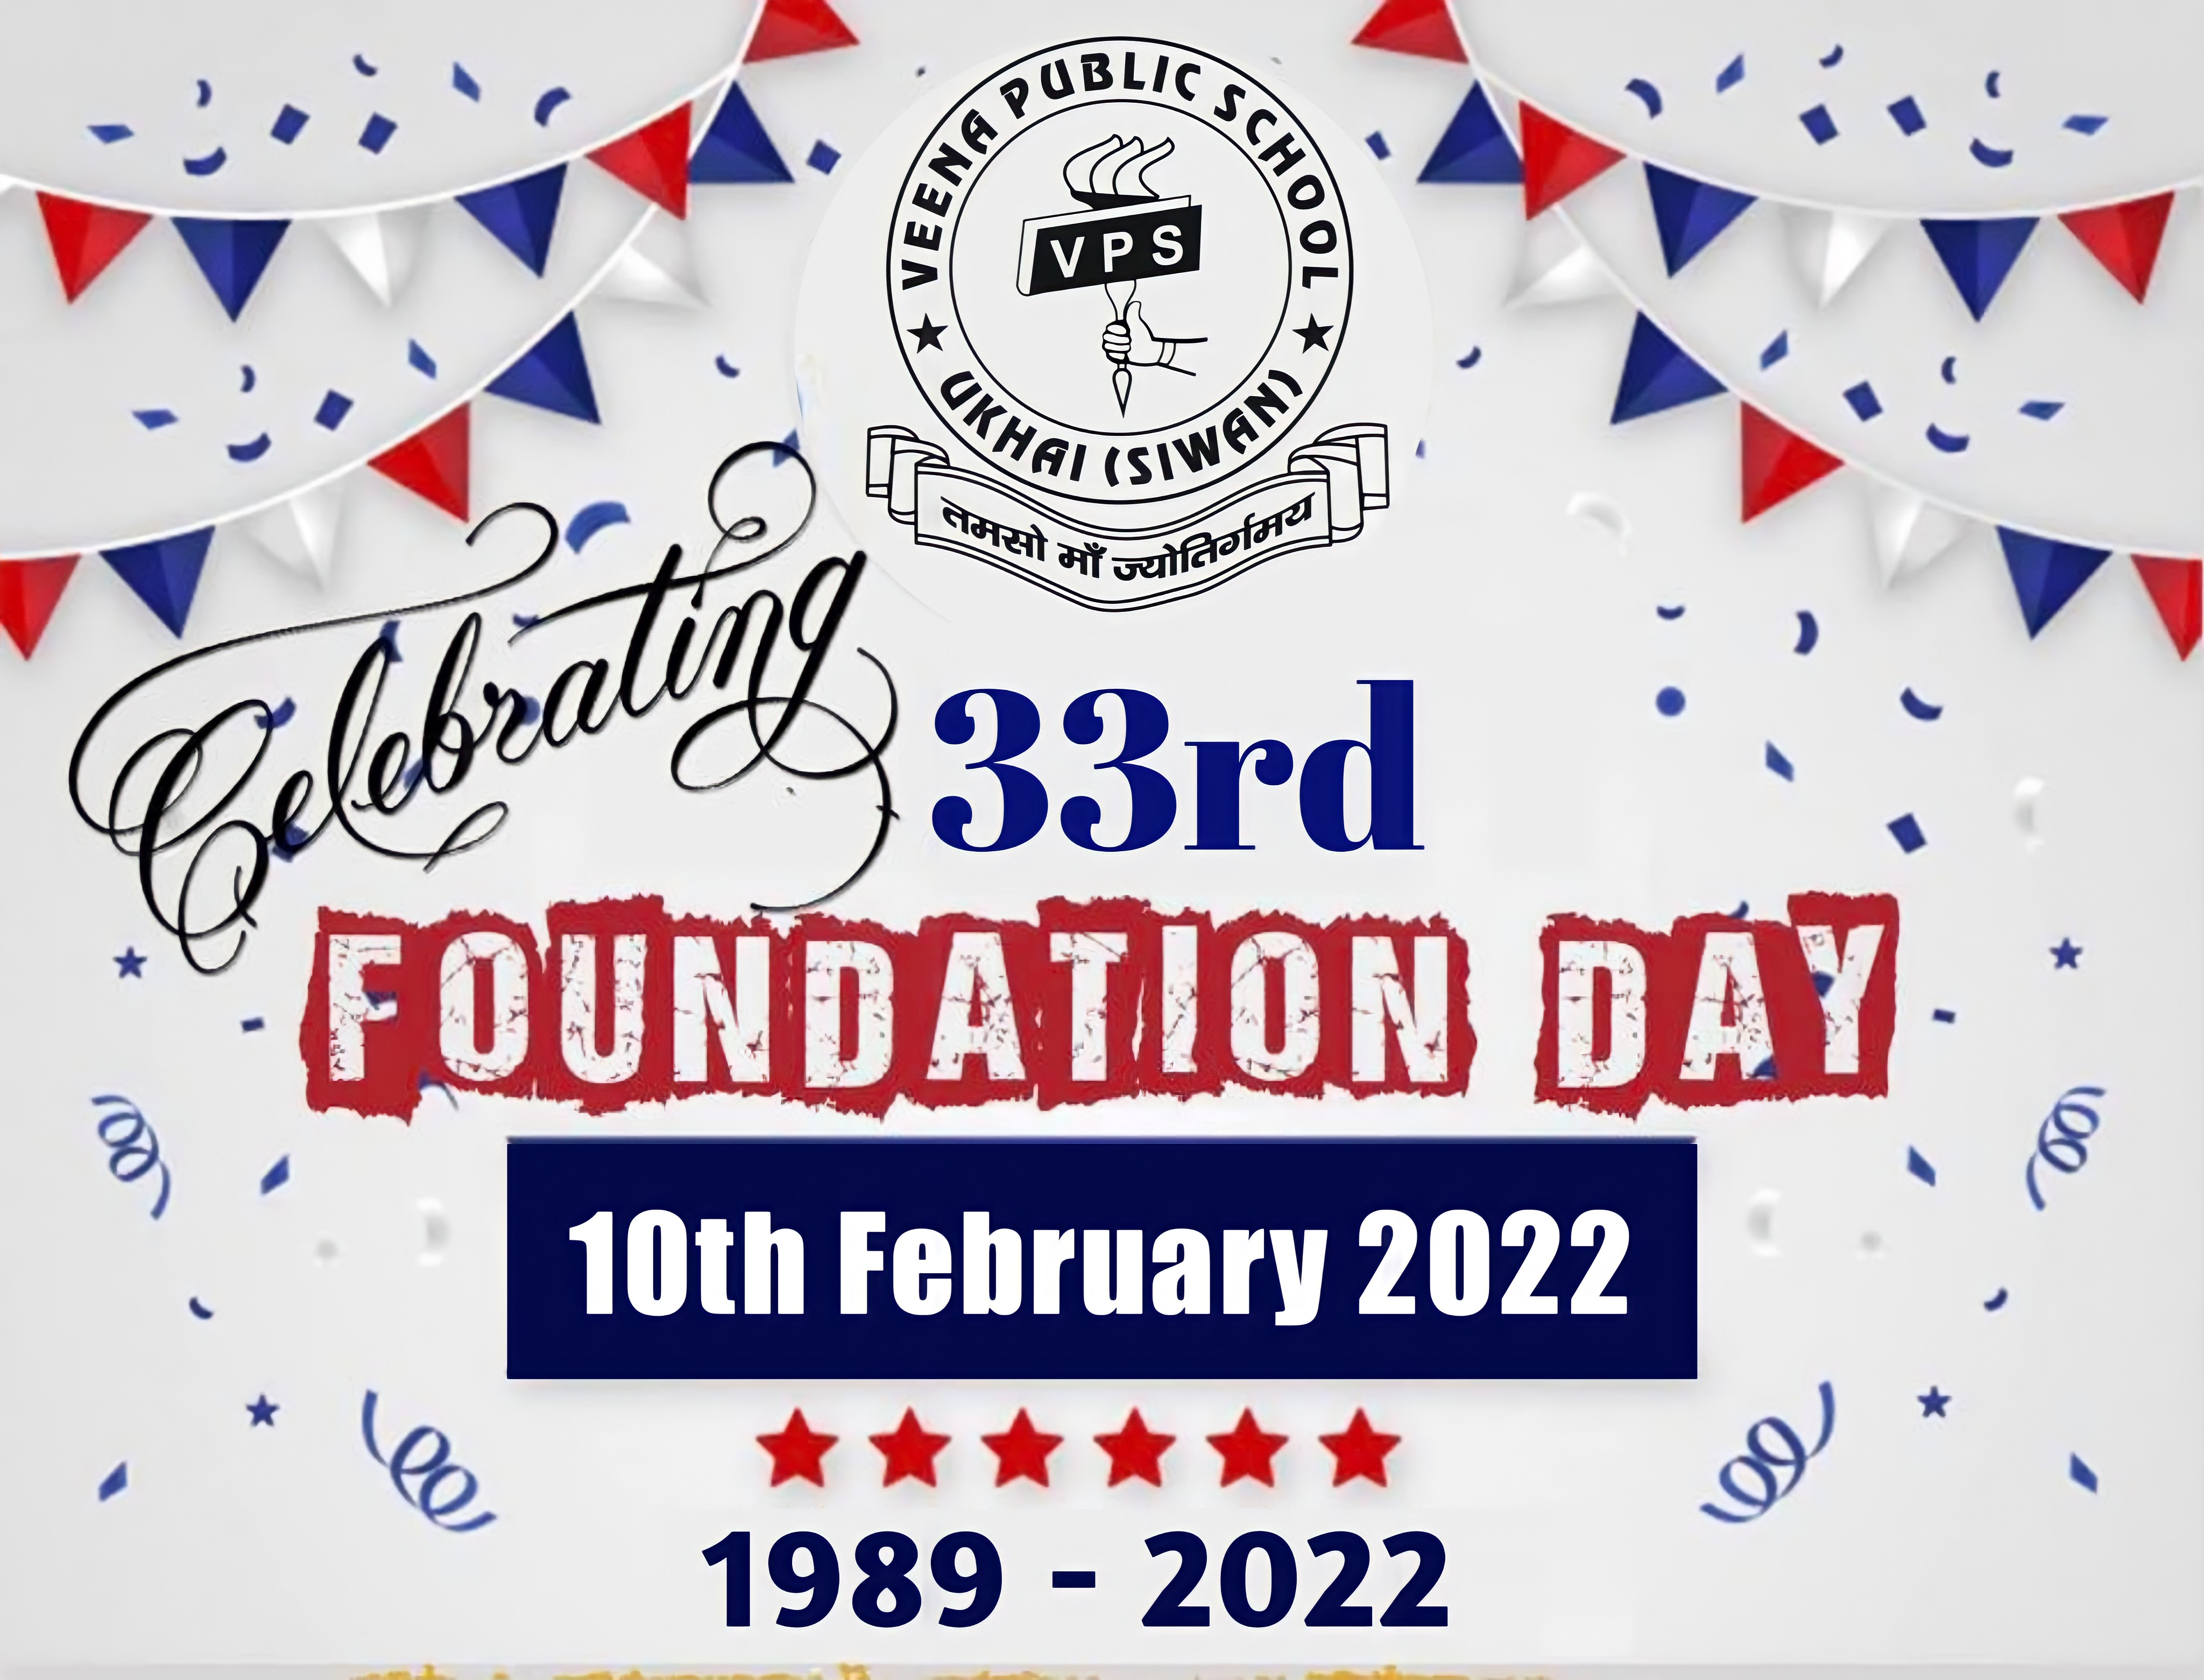 VEENA PUBLIC SCHOOL
VPS
UKHAI (SIWAN)
तमसो माँ ज्योतिर्गमय
Celebrating
33rd
FOUNDATION DAY
10th February 2022
1989 - 2022